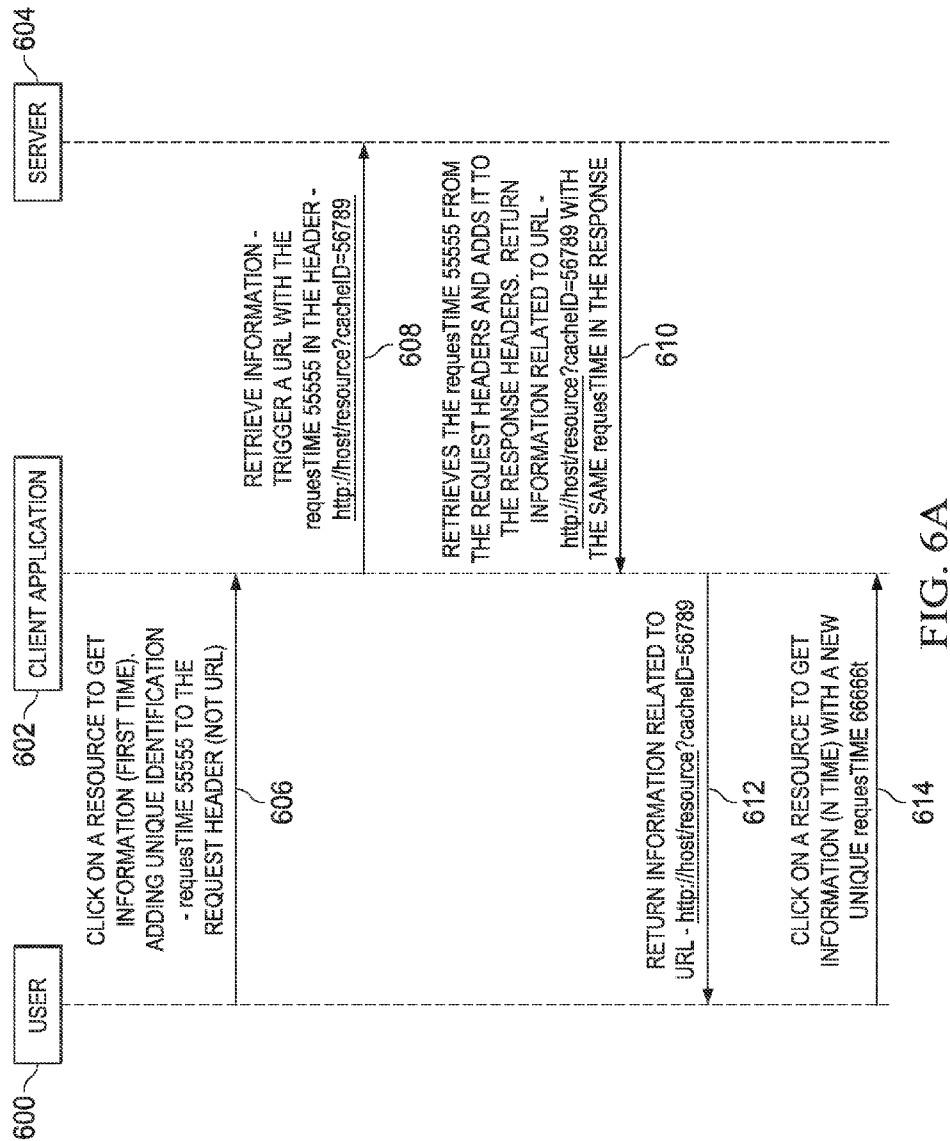 600
USER
602
CLIENT APPLICATION
SERVER
604
CLICK ON A RESOURCE TO GET
INFORMATION (FIRST TIME).
ADDING UNIQUE IDENTIFICATION
- requesTIME 55555 TO THE
REQUEST HEADER (NOT URL)
606
RETRIEVE INFORMATION -
TRIGGER A URL WITH THE
requesTIME 55555 IN THE HEADER -
http://host/resource?cacheID=56789
608
RETRIEVES THE requesTIME 55555 FROM
THE REQUEST HEADERS AND ADDS IT TO
THE RESPONSE HEADERS. RETURN
INFORMATION RELATED TO URL -
http://host/resource?cacheID=56789 WITH
THE SAME requesTIME IN THE RESPONSE
610
RETURN INFORMATION RELATED TO
URL - http://host/resource?cacheID=56789
612
CLICK ON A RESOURCE TO GET
INFORMATION (N TIME) WITH A NEW
UNIQUE requesTIME 66666t
614
FIG. 6A